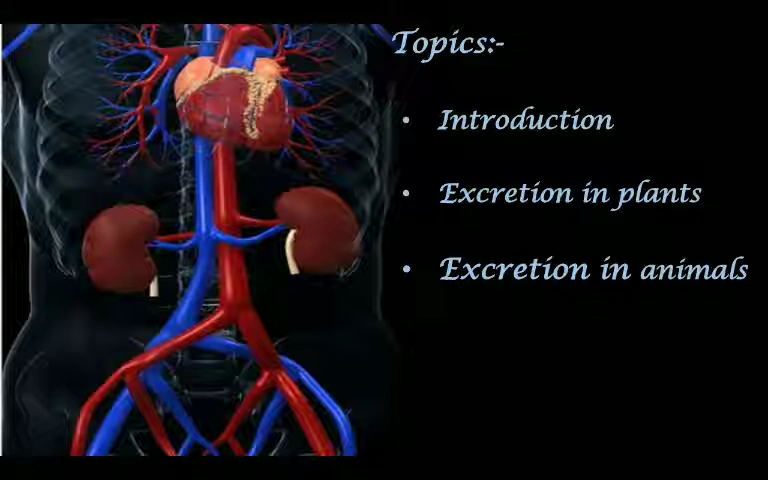 Topics:-
• Introduction
• Excretion in plants
• Excretion in animals